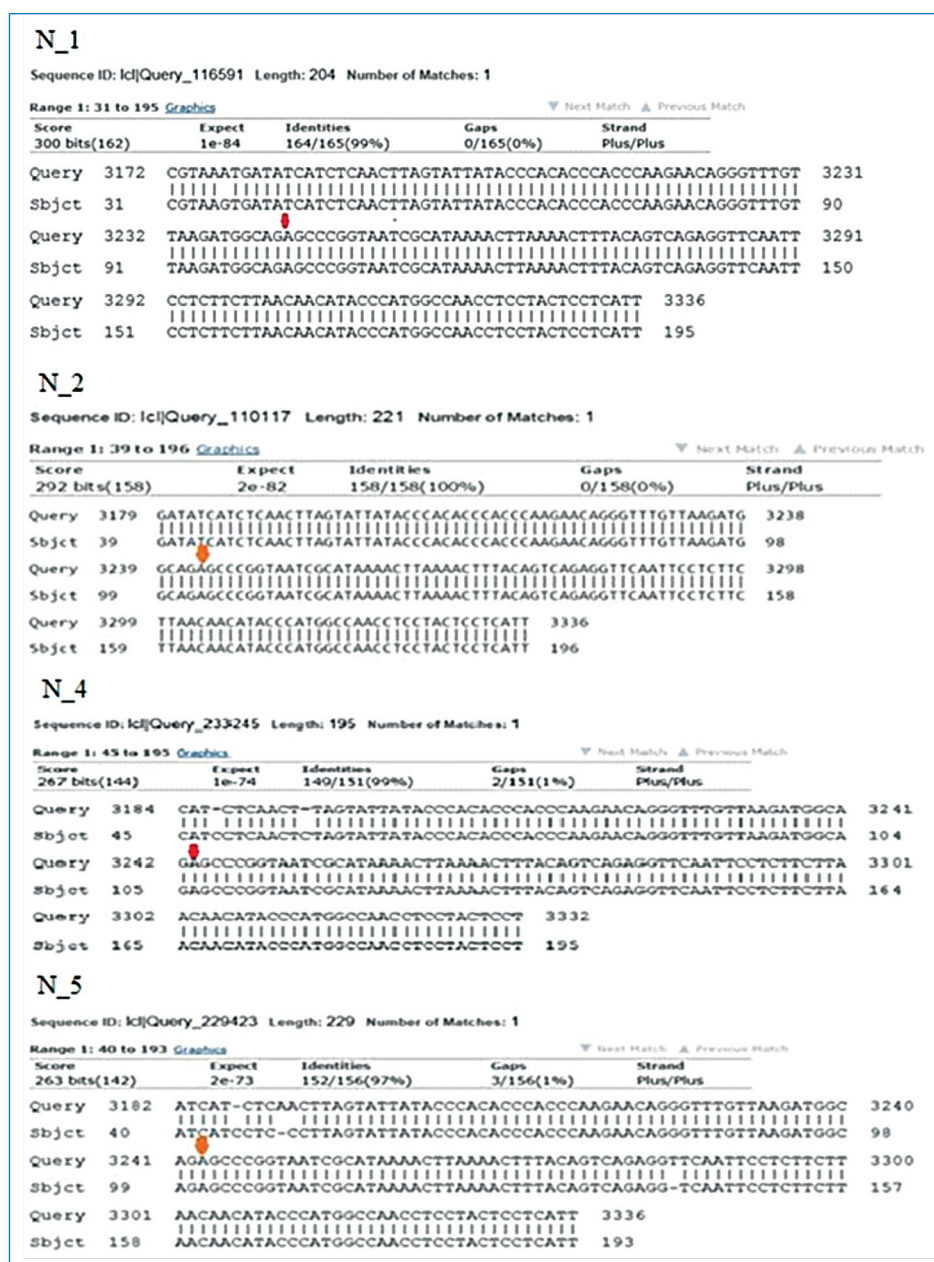 N_1
Sequence ID: lcl|Query_116591 Length: 204 Number of Matches: 1
Range 1: 31 to 195 Graphics ▼ Next Match ▲ Previous Match
Score Expect Identities Gaps Strand
300 bits(162) 1e-84 164/165(99%) 0/165(0%) Plus/Plus
Query 3172 CGTAAATGATATCATCTCAACTTAGTATTATACCCACACCCACCCAAGAACAGGGTTTGT 3231
Sbjct 31 CGTAAGTGATATCATCTCAACTTAGTATTATACCCACACCCACCCAAGAACAGGGTTTGT 90
Query 3232 TAAGATGGCAGAGCCCGGTAATCGCATAAAACTTAAAACTTTACAGTCAGAGGTTCAATT 3291
Sbjct 91 TAAGATGGCAGAGCCCGGTAATCGCATAAAACTTAAAACTTTACAGTCAGAGGTTCAATT 150
Query 3292 CCTCTTCTTAACAACATACCCATGGCCAACCTCCTACTCCTCATT 3336
Sbjct 151 CCTCTTCTTAACAACATACCCATGGCCAACCTCCTACTCCTCATT 195
N_2
Sequence ID: lcl|Query_110117 Length: 221 Number of Matches: 1
Range 1: 39 to 196 Graphics ▼ Next Match ▲ Previous Match
Score Expect Identities Gaps Strand
292 bits(158) 2e-82 158/158(100%) 0/158(0%) Plus/Plus
Query 3179 GATATCATCTCAACTTAGTATTATACCCACACCCACCCAAGAACAGGGTTTGTTAAGATG 3238
Sbjct 39 GATATCATCTCAACTTAGTATTATACCCACACCCACCCAAGAACAGGGTTTGTTAAGATG 98
Query 3239 GCAGAGCCCGGTAATCGCATAAAACTTAAAACTTTACAGTCAGAGGTTCAATTCCTCTTC 3298
Sbjct 99 GCAGAGCCCGGTAATCGCATAAAACTTAAAACTTTACAGTCAGAGGTTCAATTCCTCTTC 158
Query 3299 TTAACAACATACCCATGGCCAACCTCCTACTCCTCATT 3336
Sbjct 159 TTAACAACATACCCATGGCCAACCTCCTACTCCTCATT 196
N_4
Sequence ID: lcl|Query_233245 Length: 195 Number of Matches: 1
Range 1: 45 to 195 Graphics ▼ Next Match ▲ Previous Match
Score Expect Identities Gaps Strand
267 bits(144) 1e-74 149/151(99%) 2/151(1%) Plus/Plus
Query 3184 CAT-CTCAACT-TAGTATTATACCCACACCCACCCAAGAACAGGGTTTGTTAAGATGGCA 3241
Sbjct 45 CATCCTCAACTCTAGTATTATACCCACACCCACCCAAGAACAGGGTTTGTTAAGATGGCA 104
Query 3242 GAGCCCGGTAATCGCATAAAACTTAAAACTTTACAGTCAGAGGTTCAATTCCTCTTCTTA 3301
Sbjct 105 GAGCCCGGTAATCGCATAAAACTTAAAACTTTACAGTCAGAGGTTCAATTCCTCTTCTTA 164
Query 3302 ACAACATACCCATGGCCAACCTCCTACTCCT 3332
Sbjct 165 ACAACATACCCATGGCCAACCTCCTACTCCT 195
N_5
Sequence ID: lcl|Query_229423 Length: 229 Number of Matches: 1
Range 1: 40 to 193 Graphics ▼ Next Match ▲ Previous Match
Score Expect Identities Gaps Strand
263 bits(142) 2e-73 152/156(97%) 3/156(1%) Plus/Plus
Query 3182 ATCAT-CTCAACTTAGTATTATACCCACACCCACCCAAGAACAGGGTTTGTTAAGATGGC 3240
Sbjct 40 ATCATCCTC-CCTTAGTATTATACCCACACCCACCCAAGAACAGGGTTTGTTAAGATGGC 98
Query 3241 AGAGCCCGGTAATCGCATAAAACTTAAAACTTTACAGTCAGAGGTTCAATTCCTCTTCTT 3300
Sbjct 99 AGAGCCCGGTAATCGCATAAAACTTAAAACTTTACAGTCAGAGG-TCAATTCCTCTTCTT 157
Query 3301 AACAACATACCCATGGCCAACCTCCTACTCCTCATT 3336
Sbjct 158 AACAACATACCCATGGCCAACCTCCTACTCCTCATT 193